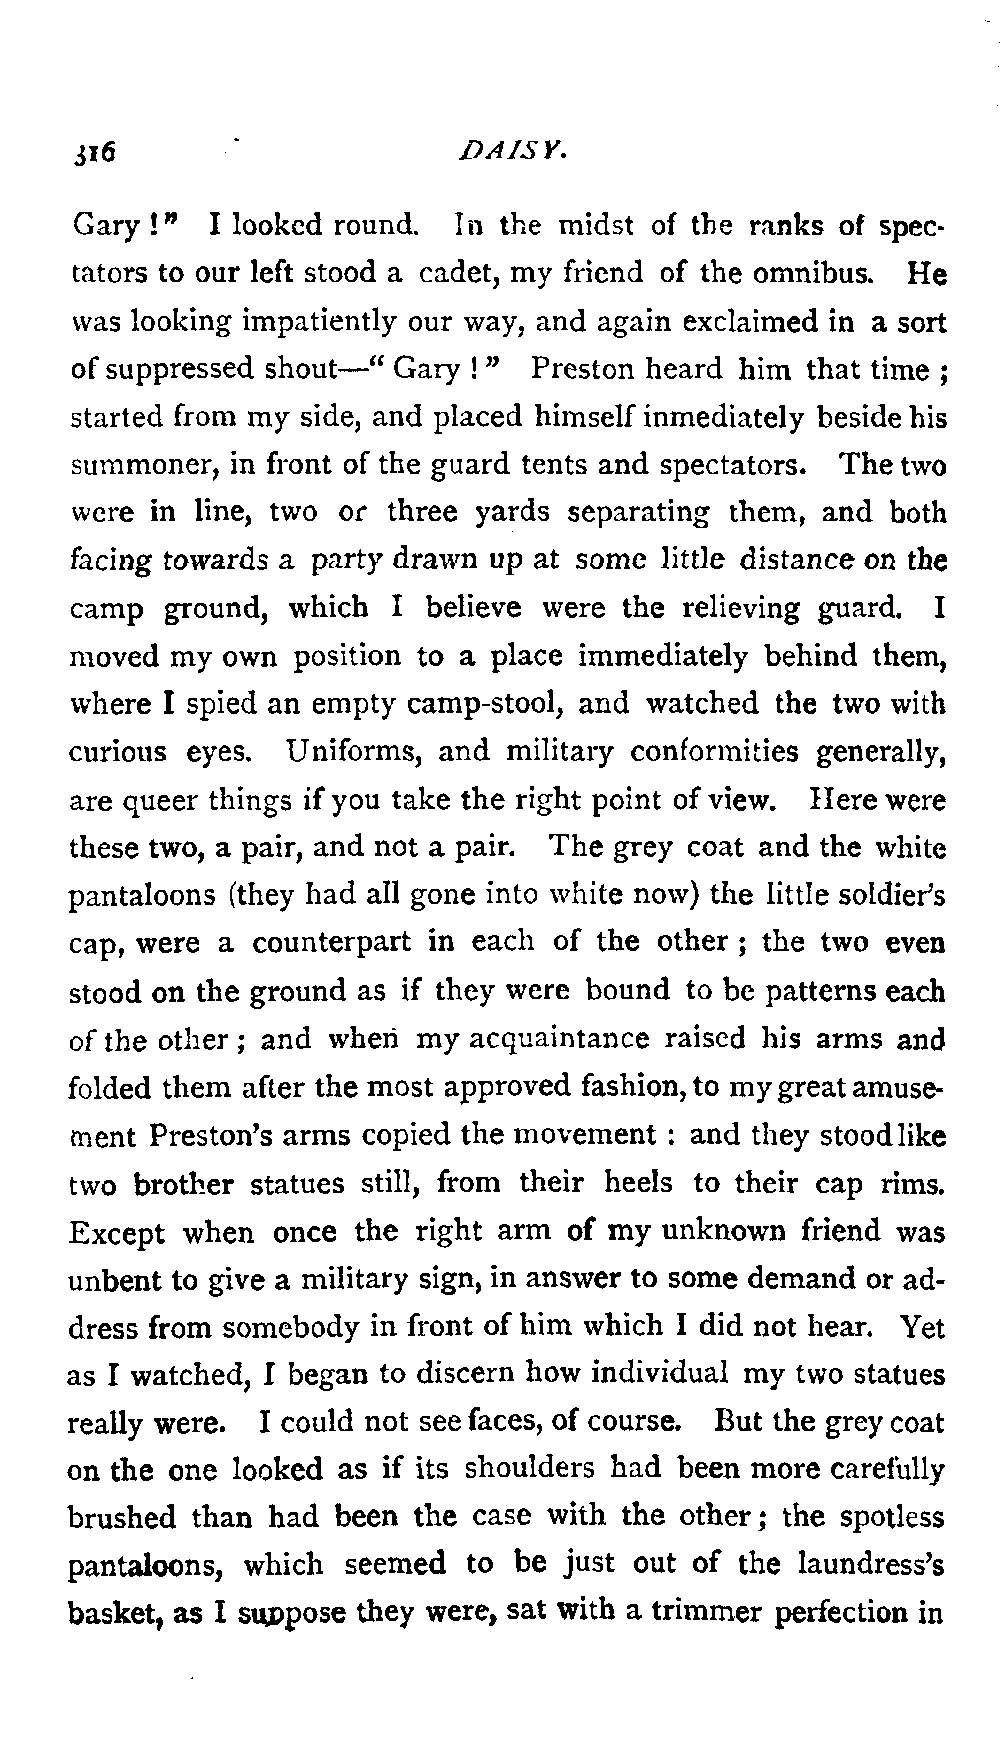 316 DAISY.
Gary!" I looked round. In the midst of the ranks of spec-
tators to our left stood a cadet, my friend of the omnibus. He
was looking impatiently our way, and again exclaimed in a sort
of suppressed shout—"Gary!" Preston heard him that time;
started from my side, and placed himself inmediately beside his
summoner, in front of the guard tents and spectators. The two
were in line, two or three yards separating them, and both
facing towards a party drawn up at some little distance on the
camp ground, which I believe were the relieving guard. I
moved my own position to a place immediately behind them,
where I spied an empty camp-stool, and watched the two with
curious eyes. Uniforms, and military conformities generally,
are queer things if you take the right point of view. Here were
these two, a pair, and not a pair. The grey coat and the white
pantaloons (they had all gone into white now) the little soldier's
cap, were a counterpart in each of the other; the two even
stood on the ground as if they were bound to be patterns each
of the other; and when my acquaintance raised his arms and
folded them after the most approved fashion, to my great amuse-
ment Preston's arms copied the movement: and they stood like
two brother statues still, from their heels to their cap rims.
Except when once the right arm of my unknown friend was
unbent to give a military sign, in answer to some demand or ad-
dress from somebody in front of him which I did not hear. Yet
as I watched, I began to discern how individual my two statues
really were. I could not see faces, of course. But the grey coat
on the one looked as if its shoulders had been more carefully
brushed than had been the case with the other; the spotless
pantaloons, which seemed to be just out of the laundress's
basket, as I suppose they were, sat with a trimmer perfection in